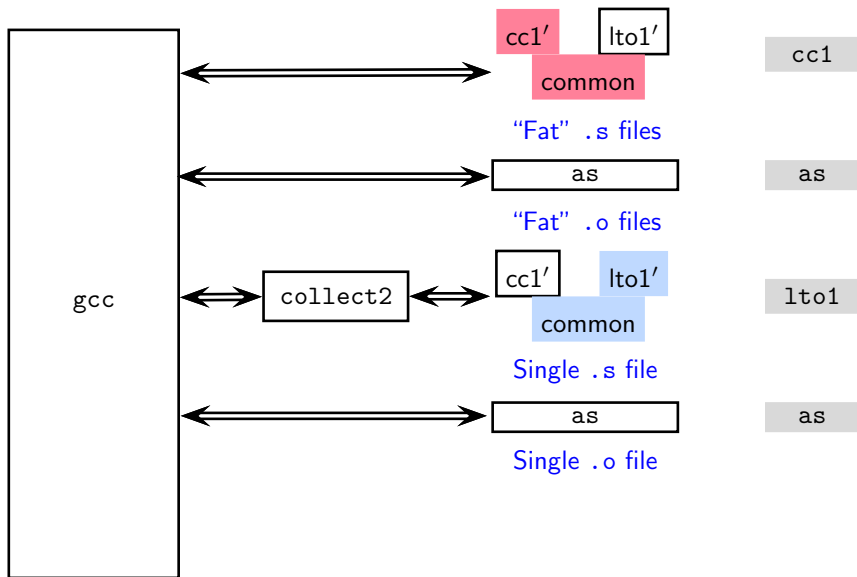 cc1′ lto1′ cc1
common
“Fat” .s files
as as
“Fat” .o files
cc1′ lto1′
gcc collect2 lto1
common
Single .s file
as as
Single .o file